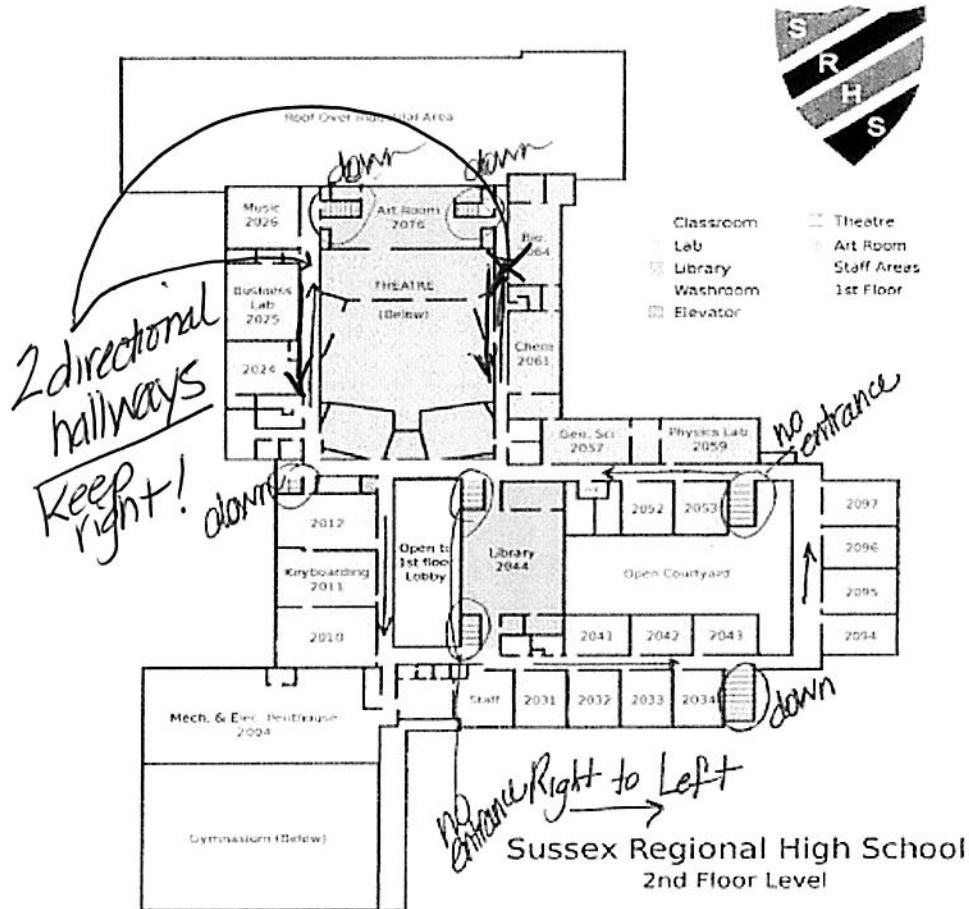 S
R
H
S
Roof Over Industrial Area
down
down
Music
2026
Art Room
2076
Bio.
2064
Classroom
Lab
Library
Washroom
Elevator
Theatre
Art Room
Staff Areas
1st Floor
THEATRE
(Below)
Business
Lab
2025
Chem
2061
2024
2 directional
hallways
Keep
right!
down
Gen. Sci.
2057
Physics Lab
2059
no
entrance
2012
Keyboarding
2011
2010
Open to
1st floor
Lobby
Library
2044
2052
2053
Open Courtyard
2097
2096
2095
2094
2041
2042
2043
Staff
2031
2032
2033
2034
down
Mech. & Elec. Penthouse
2004
Gymnasium (Below)
no
entrance
Right to Left
Sussex Regional High School
2nd Floor Level